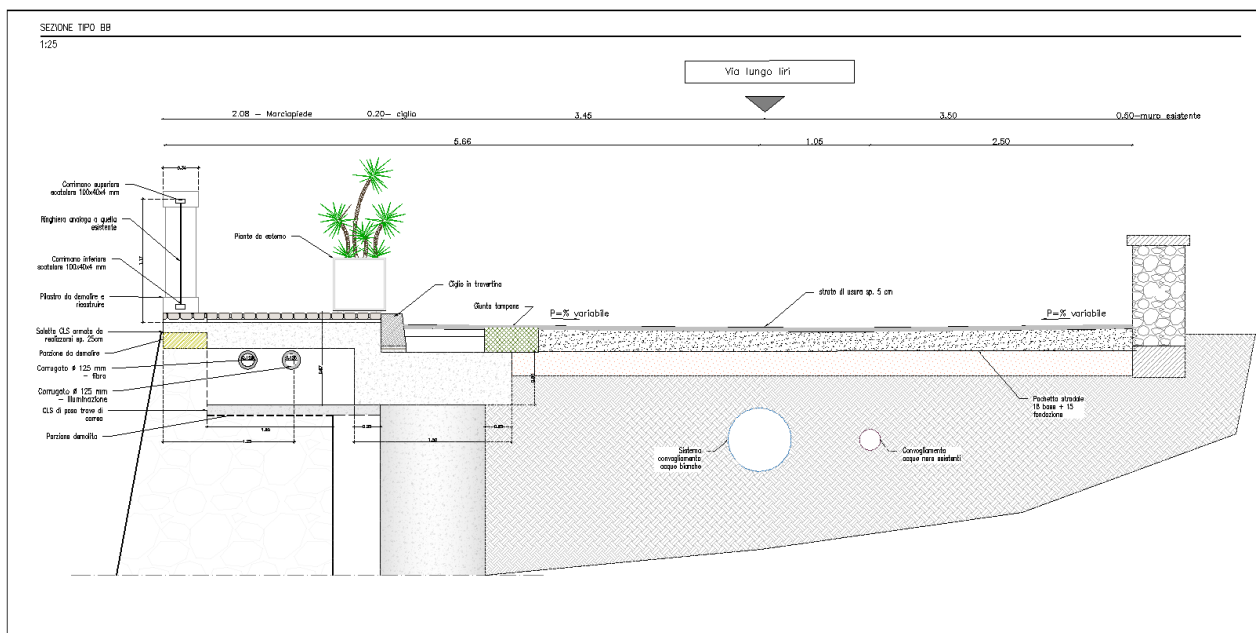 SEZIONE TIPO BB
1:25
Via lungo liri
2.08 – Marciapiede
0.20– ciglio
3.45
3.50
0.60–muro esistente
5.66
1.05
2.50
Corrimano superiore
scatolare 100x40x4 mm
Ringhiera analoga a quella
esistente
Corrimano inferiore
scatolare 100x40x4 mm
Pilastro da demolire e
ricostruire
Soletta CLS armata da
realizzarsi sp. 25cm
Porzione da demolire
Corrugato Ø 125 mm
– fibra
Corrugato Ø 125 mm
– illuminazione
CLS di posa trave di
correa
Porzione demolita
Piante da esterno
Ciglio in travertino
Giunto tampone
P=% variabile
strato di usura sp. 5 cm
P=% variabile
Pacchetto stradale
18 base + 15
fondazione
Sistema
convogliamento
acque bianche
Convogliamento
acque nere esistenti